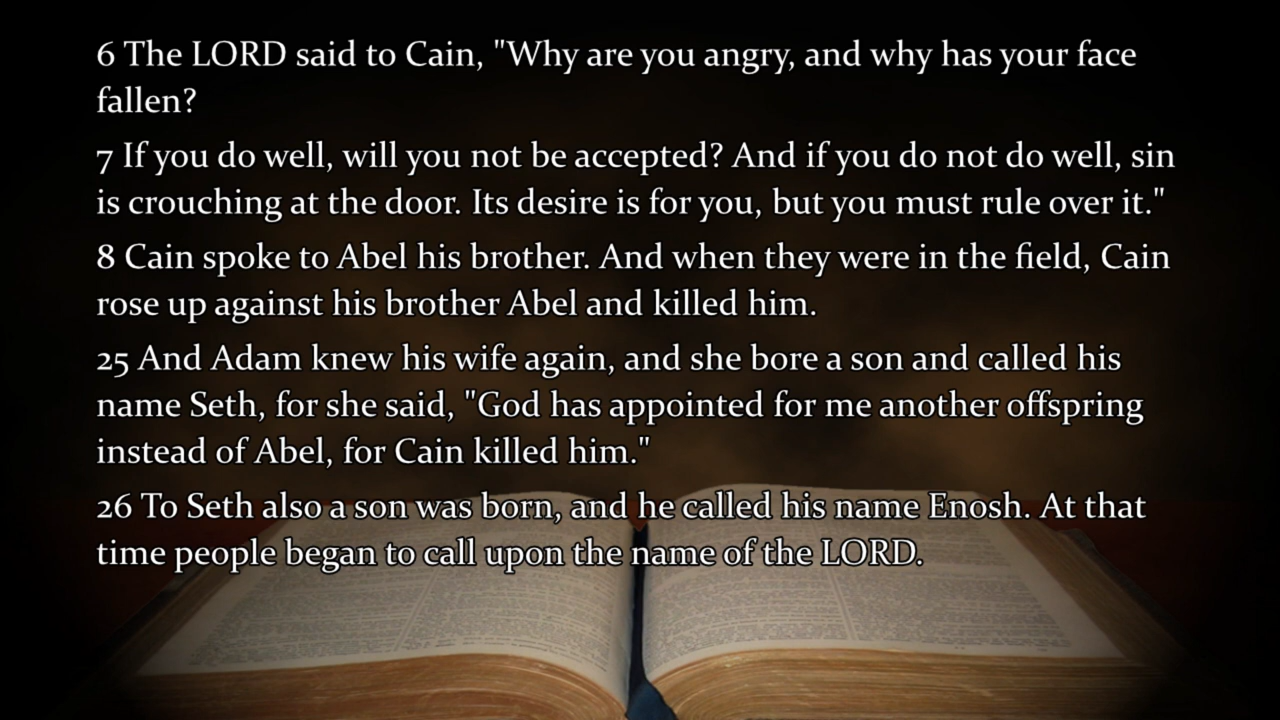 6 The LORD said to Cain, "Why are you angry, and why has your face
fallen?
7 If you do well, will you not be accepted? And if you do not do well, sin
is crouching at the door. Its desire is for you, but you must rule over it."
8 Cain spoke to Abel his brother. And when they were in the field, Cain
rose up against his brother Abel and killed him.
25 And Adam knew his wife again, and she bore a son and called his
name Seth, for she said, "God has appointed for me another offspring
instead of Abel, for Cain killed him."
26 To Seth also a son was born, and he called his name Enosh. At that
time people began to call upon the name of the LORD.